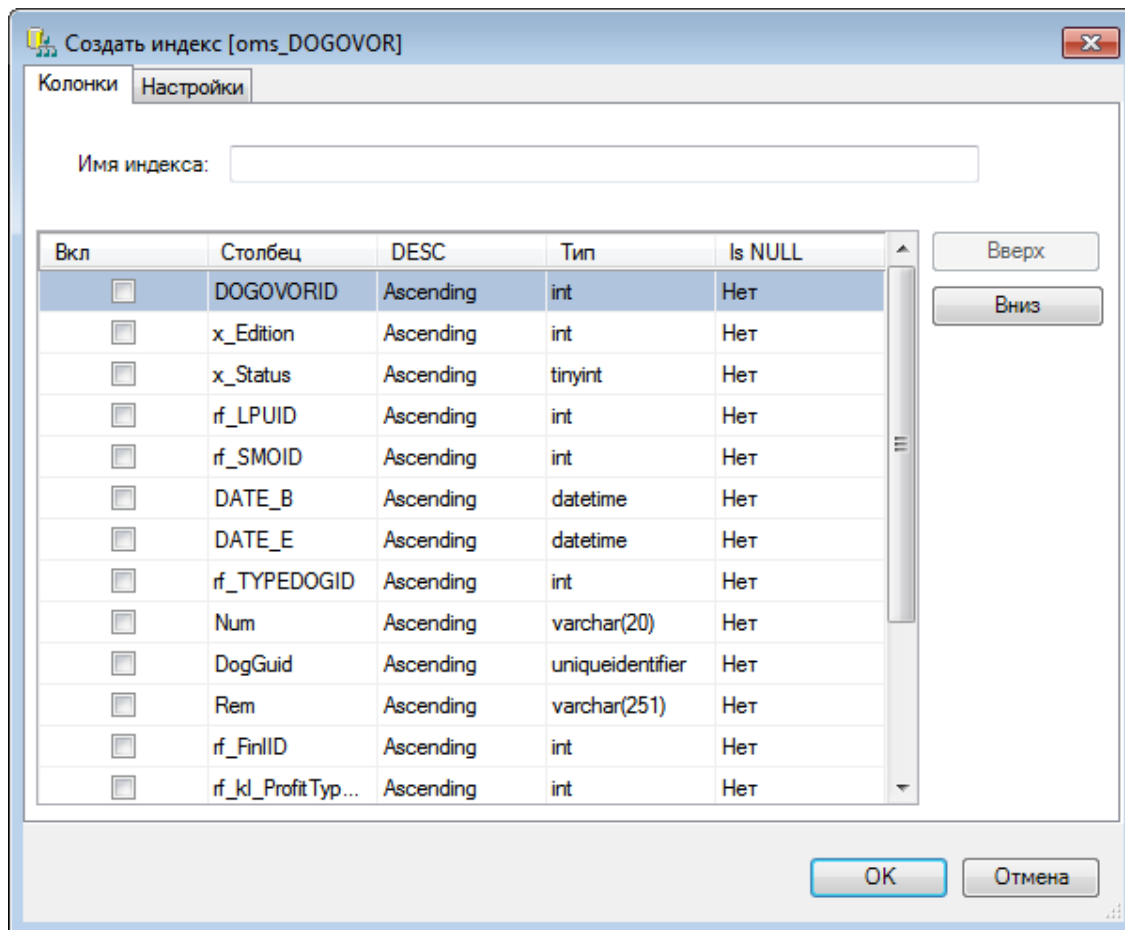 Создать индекс [oms_DOGOVOR]
Колонки Настройки
Имя индекса:
Вкл Столбец DESC Тип Is NULL
DOGOVORID Ascending int Нет
x_Edition Ascending int Нет
x_Status Ascending tinyint Нет
rf_LPUID Ascending int Нет
rf_SMOID Ascending int Нет
DATE_B Ascending datetime Нет
DATE_E Ascending datetime Нет
rf_TYPEDOGID Ascending int Нет
Num Ascending varchar(20) Нет
DogGuid Ascending uniqueidentifier Нет
Rem Ascending varchar(251) Нет
rf_FinlID Ascending int Нет
rf_kl_ProfitTyp... Ascending int Нет
Вверх
Вниз
OK Отмена